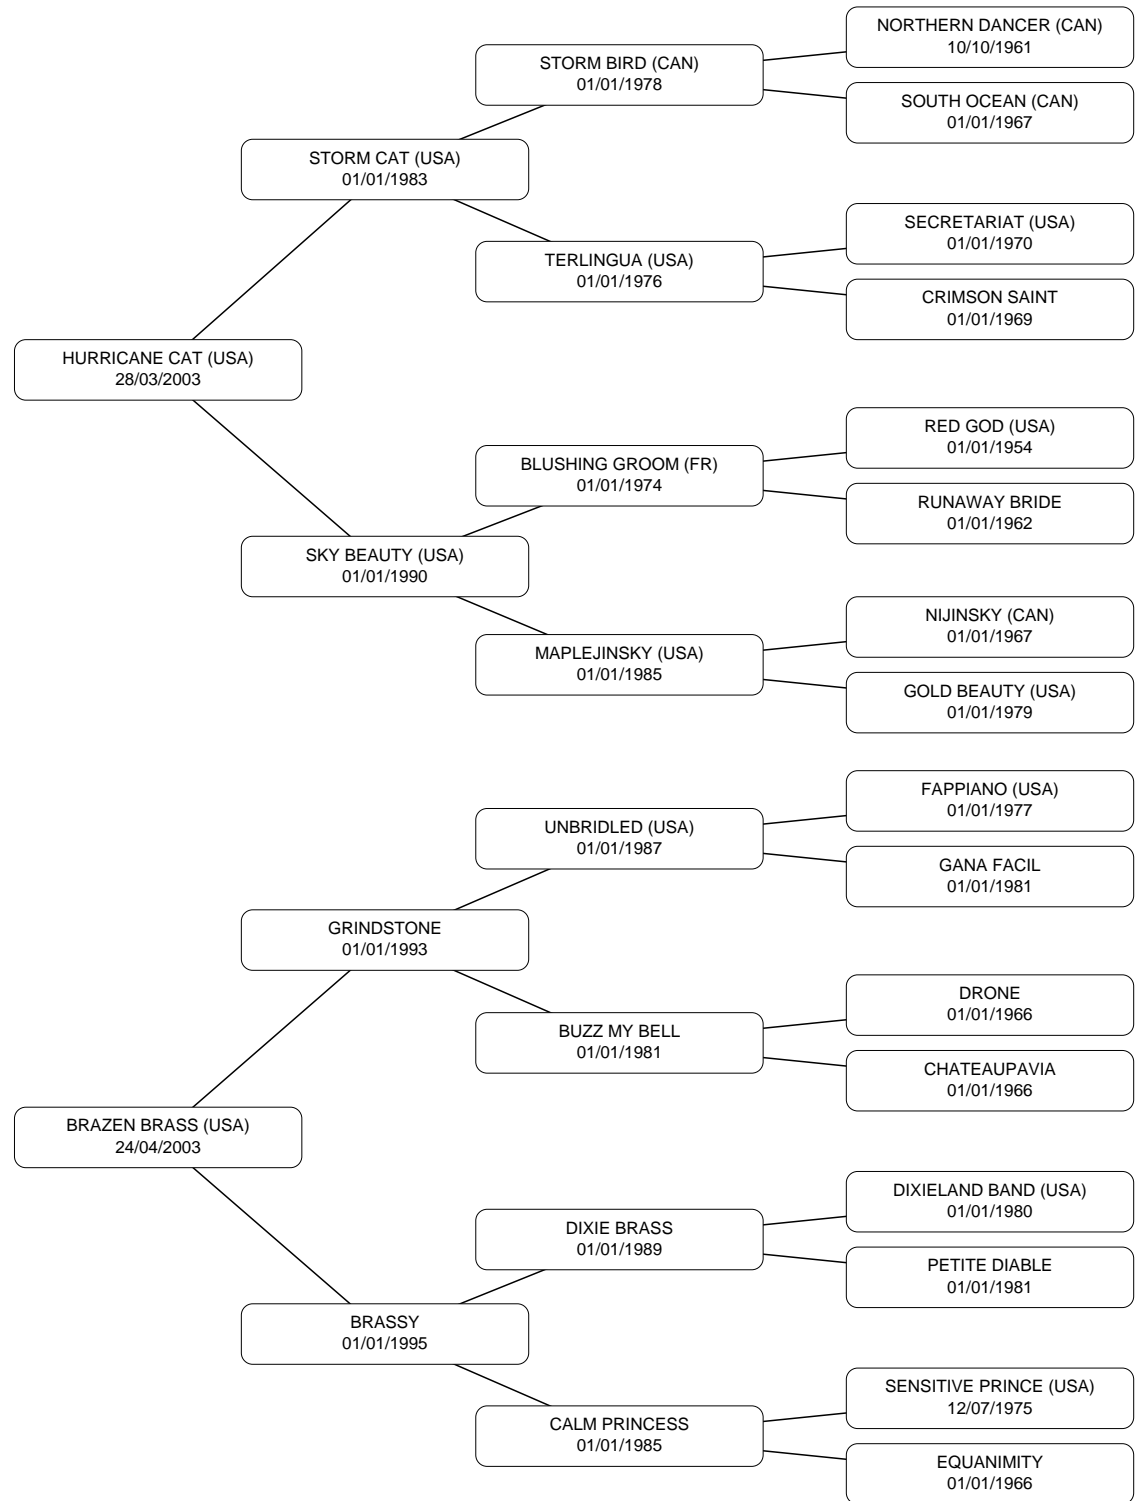 NORTHERN DANCER (CAN)
10/10/1961
STORM BIRD (CAN)
01/01/1978
SOUTH OCEAN (CAN)
01/01/1967
STORM CAT (USA)
01/01/1983
SECRETARIAT (USA)
01/01/1970
TERLINGUA (USA)
01/01/1976
CRIMSON SAINT
01/01/1969
HURRICANE CAT (USA)
28/03/2003
RED GOD (USA)
01/01/1954
BLUSHING GROOM (FR)
01/01/1974
RUNAWAY BRIDE
01/01/1962
SKY BEAUTY (USA)
01/01/1990
NIJINSKY (CAN)
01/01/1967
MAPLEJINSKY (USA)
01/01/1985
GOLD BEAUTY (USA)
01/01/1979
FAPPIANO (USA)
01/01/1977
UNBRIDLED (USA)
01/01/1987
GANA FACIL
01/01/1981
GRINDSTONE
01/01/1993
DRONE
01/01/1966
BUZZ MY BELL
01/01/1981
CHATEAUPAVIA
01/01/1966
BRAZEN BRASS (USA)
24/04/2003
DIXIELAND BAND (USA)
01/01/1980
DIXIE BRASS
01/01/1989
PETITE DIABLE
01/01/1981
BRASSY
01/01/1995
SENSITIVE PRINCE (USA)
12/07/1975
CALM PRINCESS
01/01/1985
EQUANIMITY
01/01/1966